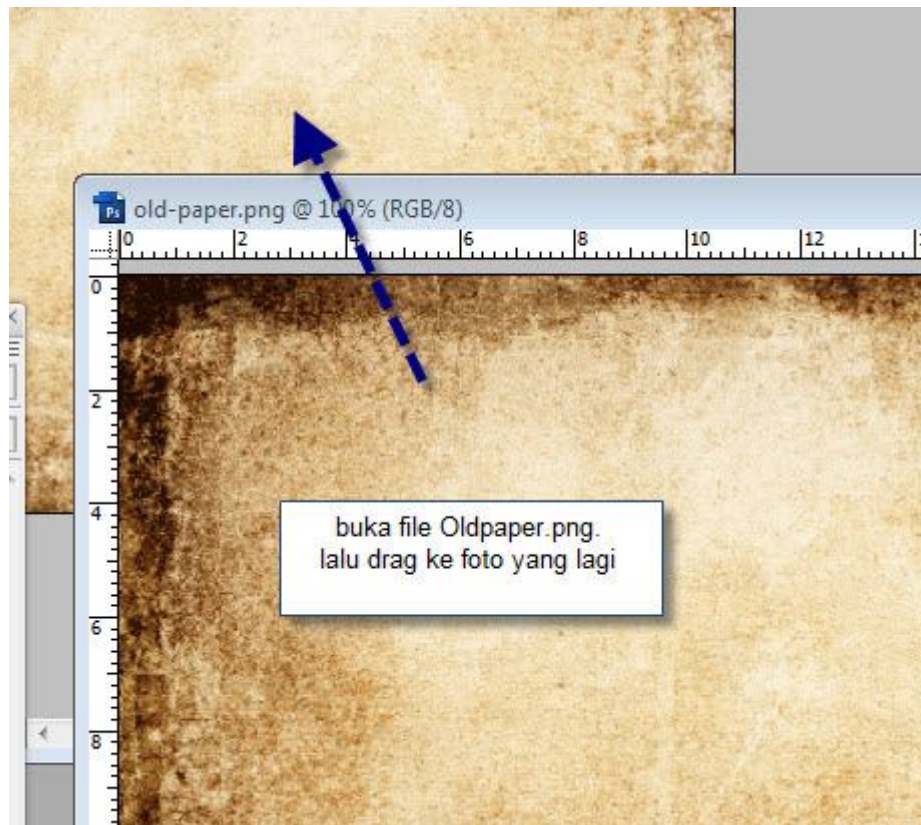 Ps old-paper.png @ 100% (RGB/8)
0 2 4 6 8 10 12
0
2
4
buka file Oldpaper.png.
lalu drag ke foto yang lagi
6
8